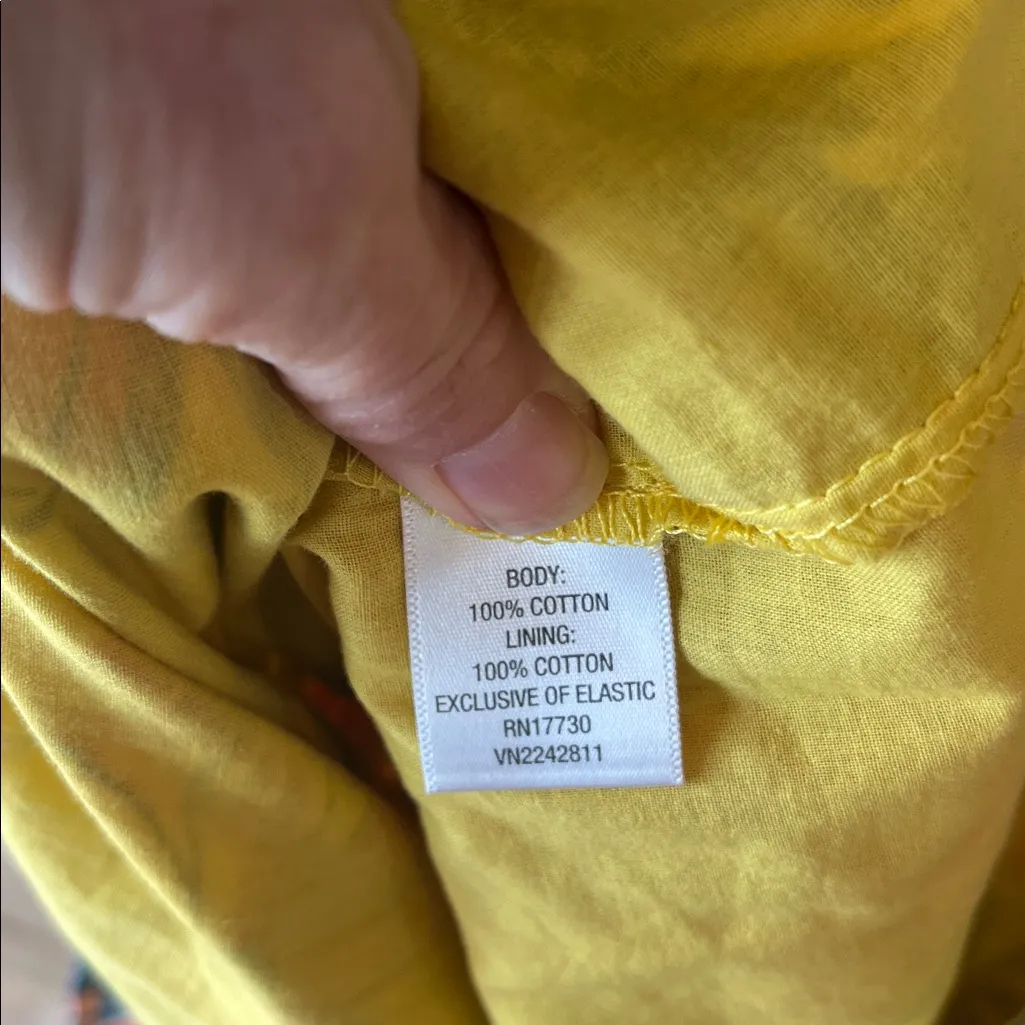 BODY:
100% COTTON
LINING:
100% COTTON
EXCLUSIVE OF ELASTIC
RN17730
VN2242811